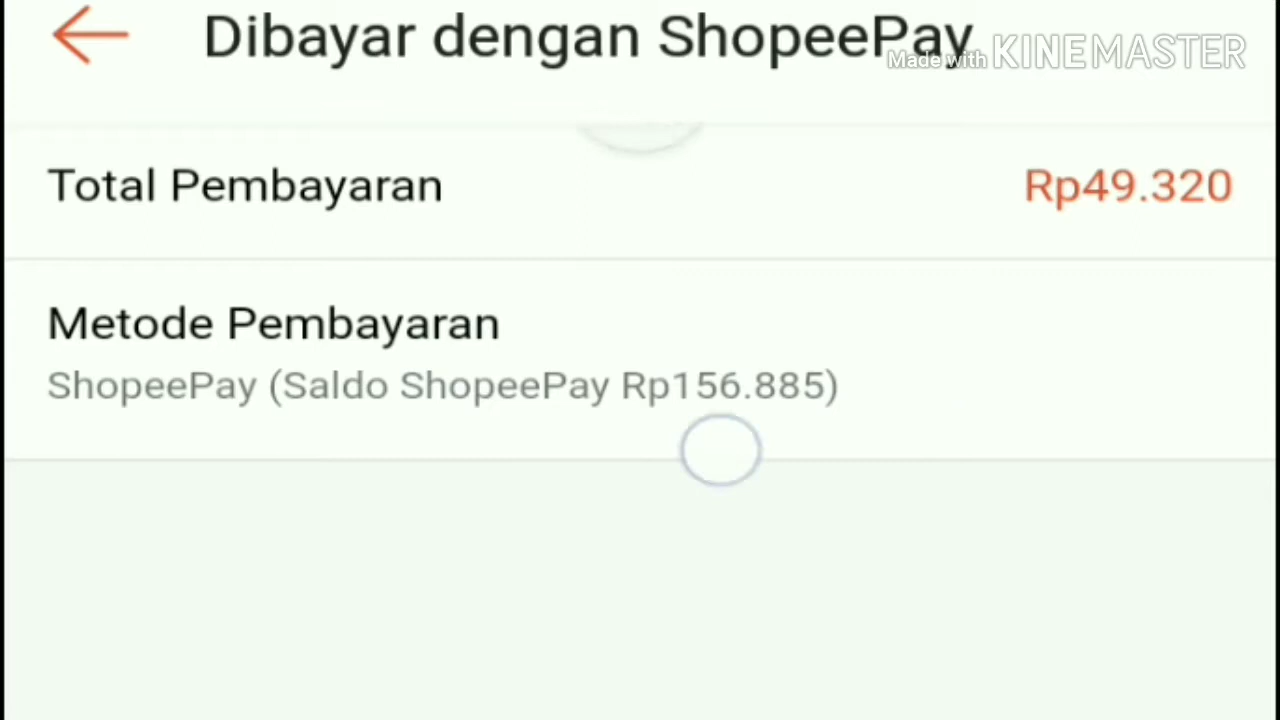 Dibayar dengan ShopeePay
Made with KINEMASTER
Total Pembayaran Rp49.320
Metode Pembayaran
ShopeePay (Saldo ShopeePay Rp156.885)